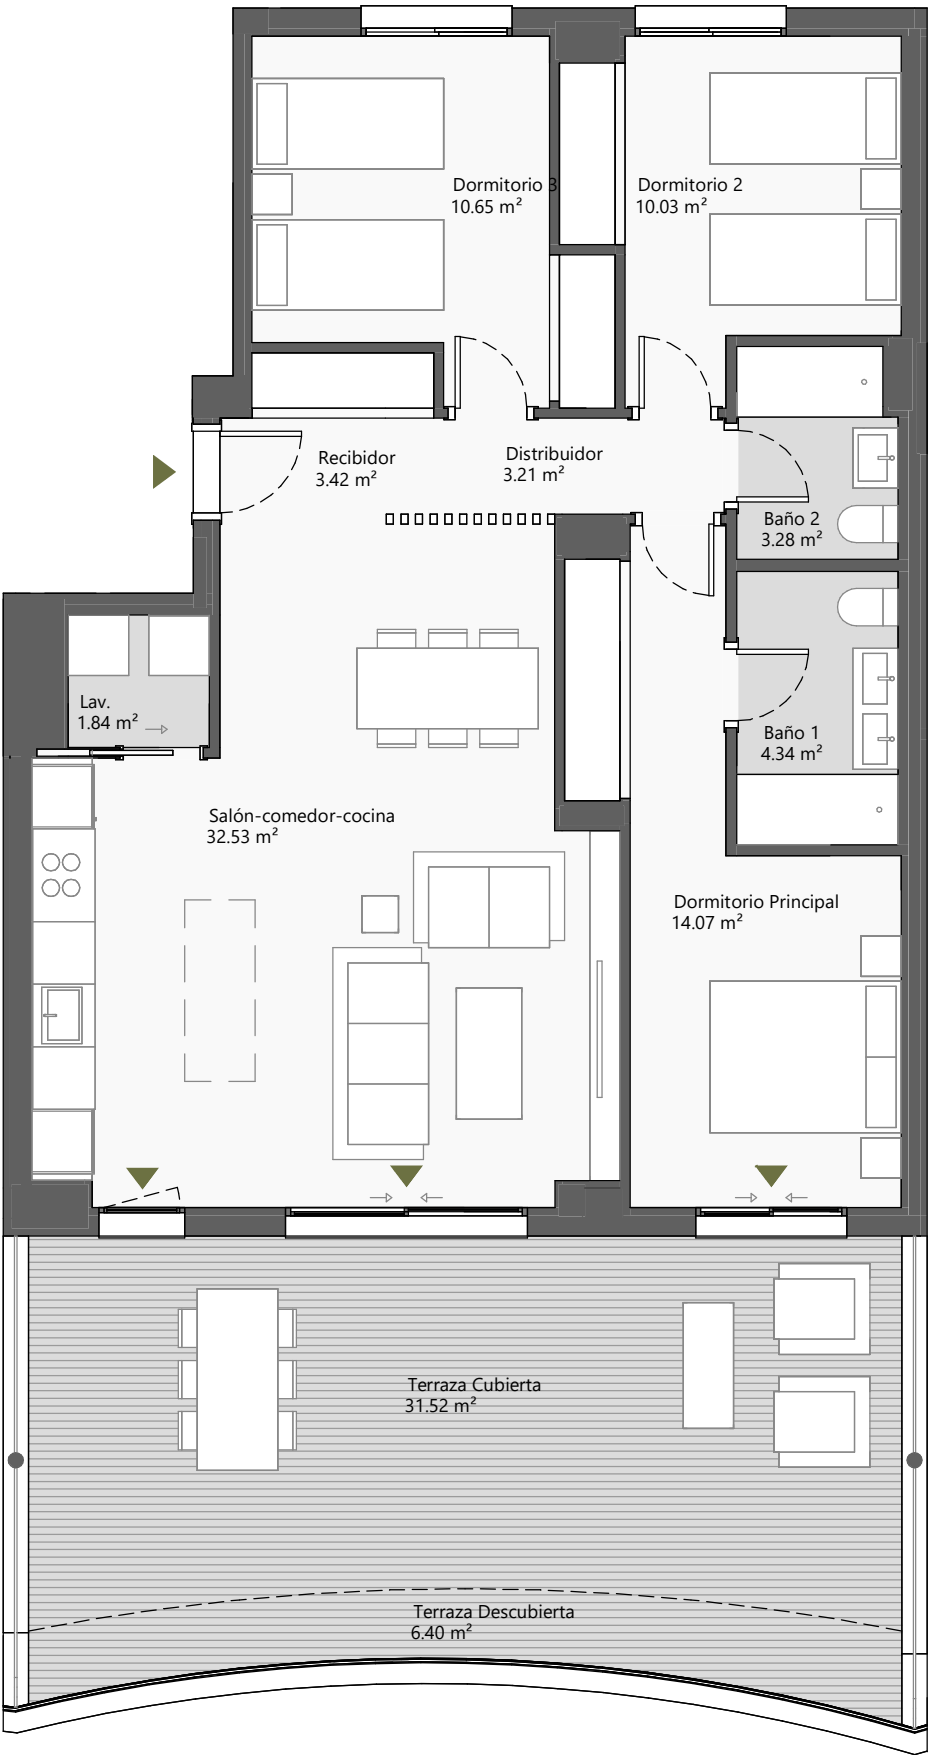 Dormitorio 3
10.65 m²
Dormitorio 2
10.03 m²
Recibidor
3.42 m²
Distribuidor
3.21 m²
Baño 2
3.28 m²
Lav.
1.84 m²
Baño 1
4.34 m²
Salón-comedor-cocina
32.53 m²
Dormitorio Principal
14.07 m²
Terraza Cubierta
31.52 m²
Terraza Descubierta
6.40 m²